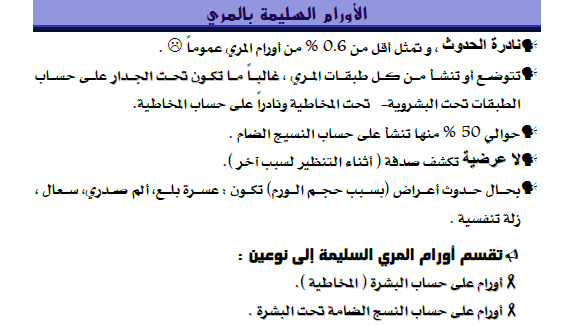 الأورام السليمة بالمري
نادرة الحدوث ، و تمثل أقل من 0.6 % من أورام المري عموماً ☹ .
تتوضع أو تنشأ من كل طبقات المري ، غالباً ما تكون تحت الجدار على حساب
الطبقات تحت البشروية- تحت المخاطية ونادراً على حساب المخاطية.
حوالي 50 % منها تنشأ على حساب النسيج الضام .
لا عرضية تكشف صدفة ( أثناء التنظير لسبب آخر ).
بحال حدوث أعراض (بسبب حجم الورم) تكون : عسرة بلع، ألم صدري، سعال ،
زلة تنفسية .
تقسم أورام المري السليمة إلى نوعين :
أورام على حساب البشرة ( المخاطية ).
أورام على حساب النسج الضامة تحت البشرة .